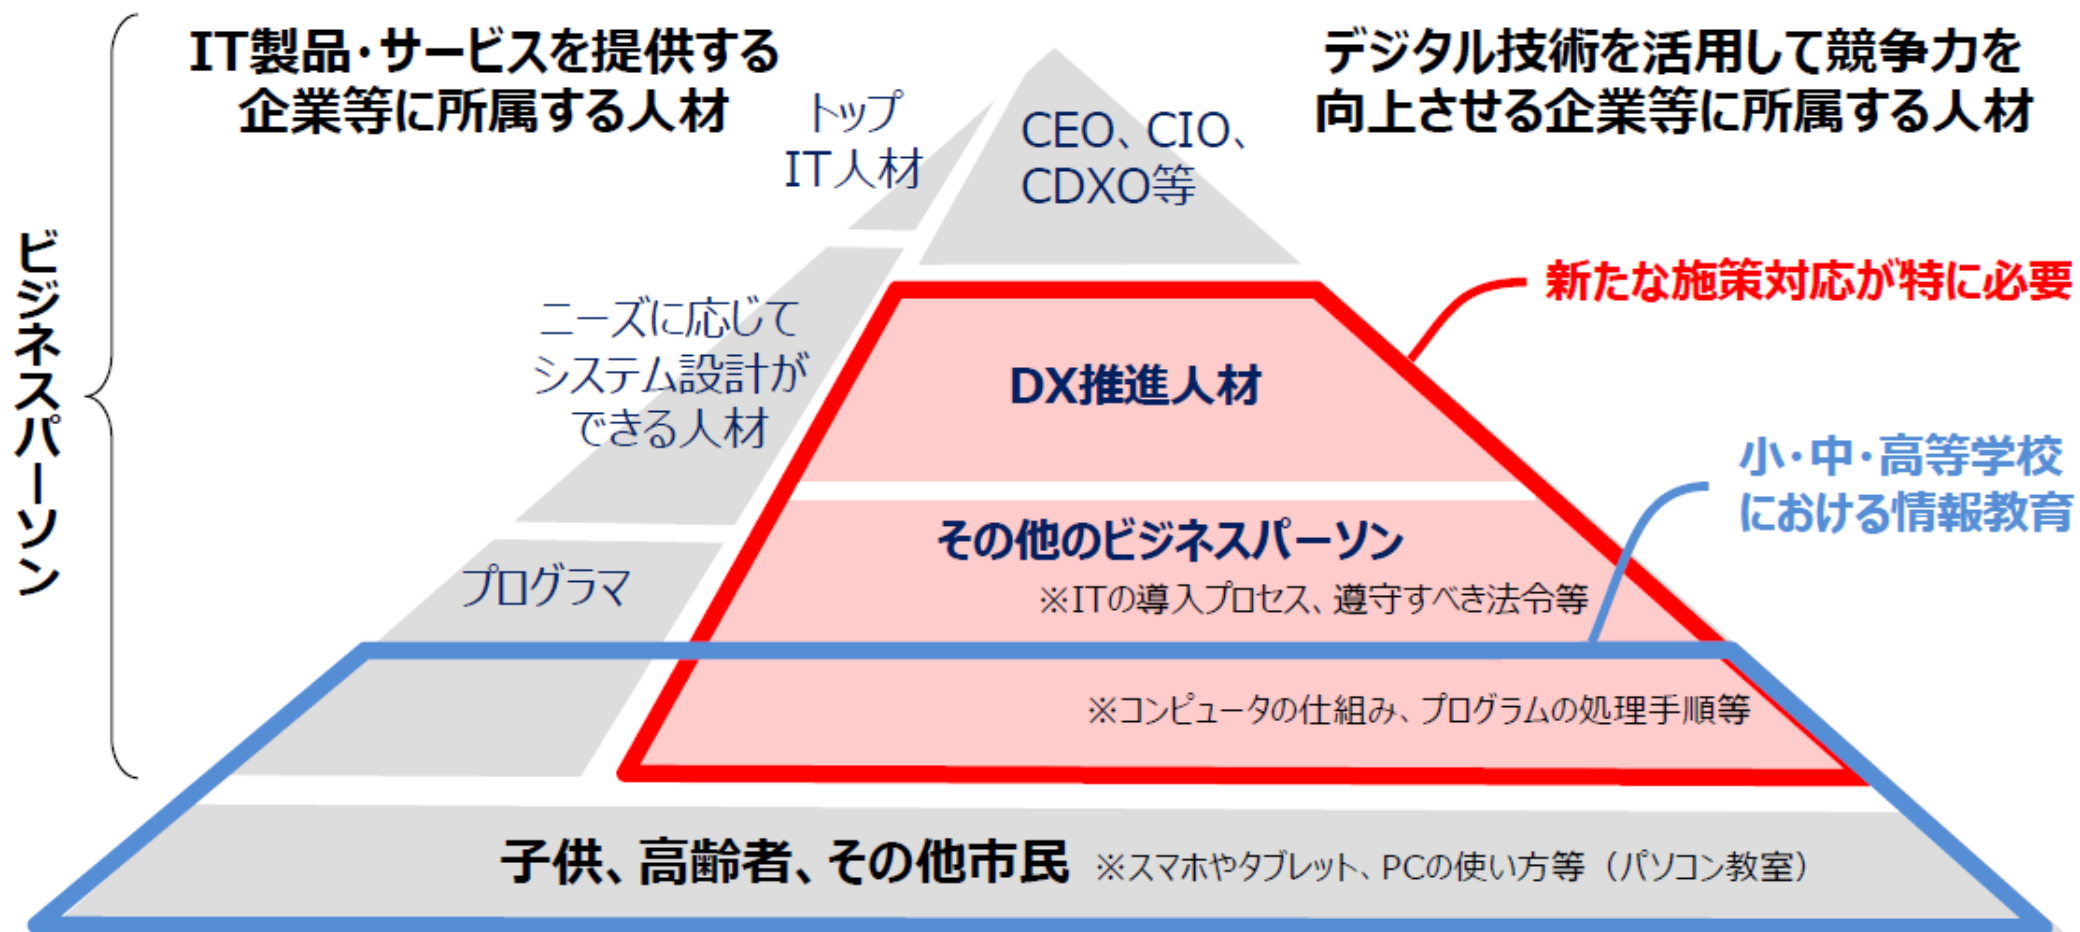 IT製品・サービスを提供する
企業等に所属する人材
デジタル技術を活用して競争力を
向上させる企業等に所属する人材
ビジネスパーソン
トップ
IT人材
CEO、CIO、
CDXO等
新たな施策対応が特に必要
ニーズに応じて
システム設計が
できる人材
DX推進人材
小・中・高等学校
における情報教育
その他のビジネスパーソン
※ITの導入プロセス、遵守すべき法令等
プログラマ
※コンピュータの仕組み、プログラムの処理手順等
子供、高齢者、その他市民 ※スマホやタブレット、PCの使い方等（パソコン教室）